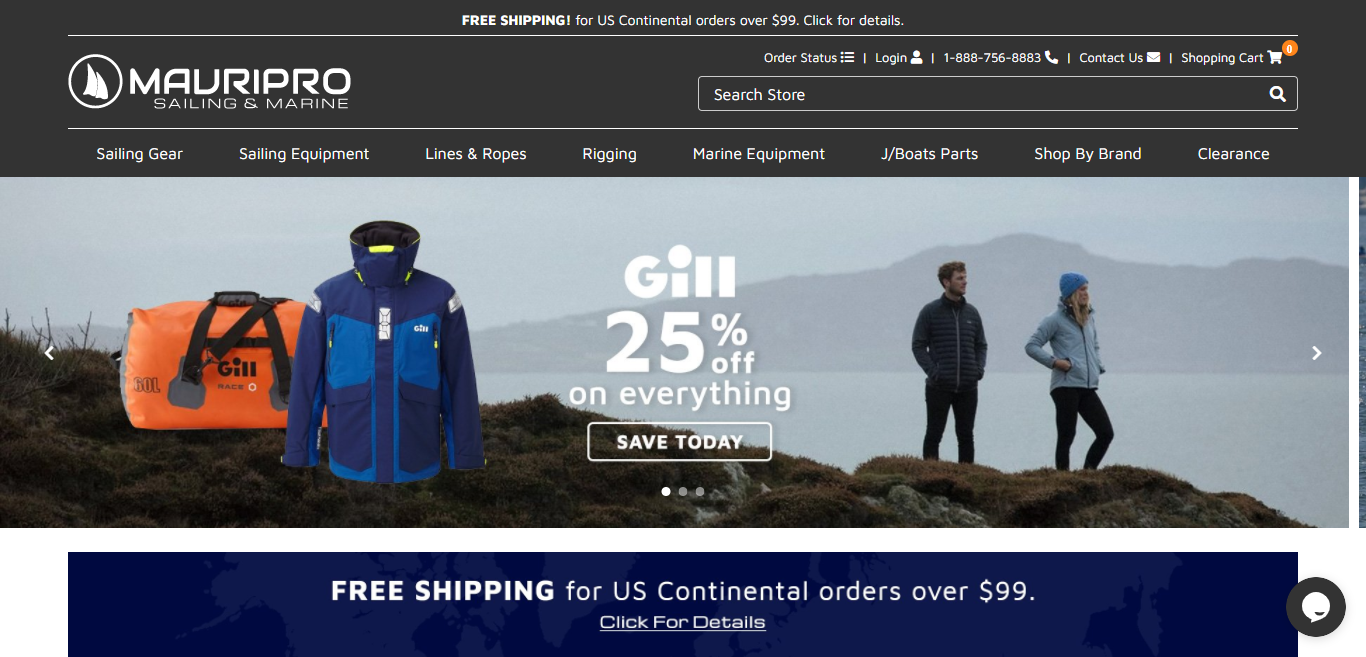 FREE SHIPPING! for US Continental orders over $99. Click for details.
Order Status | Login | 1-888-756-8883 | Contact Us | Shopping Cart 0
MAURIPRO
SAILING & MARINE
Search Store
Sailing Gear Sailing Equipment Lines & Ropes Rigging Marine Equipment J/Boats Parts Shop By Brand Clearance
Gill
25% off
on everything
SAVE TODAY
Gill
60L
Gill
RACE
FREE SHIPPING for US Continental orders over $99.
Click For Details